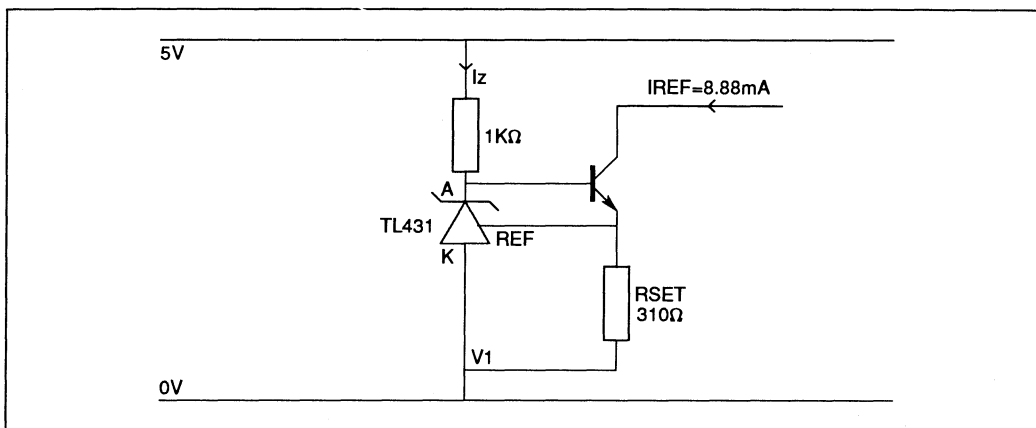 5V
Iz
IREF=8.88mA
1KΩ
A
TL431
REF
K
RSET
310Ω
V1
0V